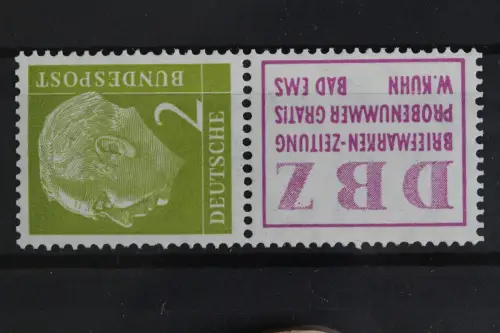 DBZ
BRIEFMARKEN-ZEITUNG
PROBENUMMER GRATIS
W.KUHN BAD EMS
2
DEUTSCHE
BUNDESPOST